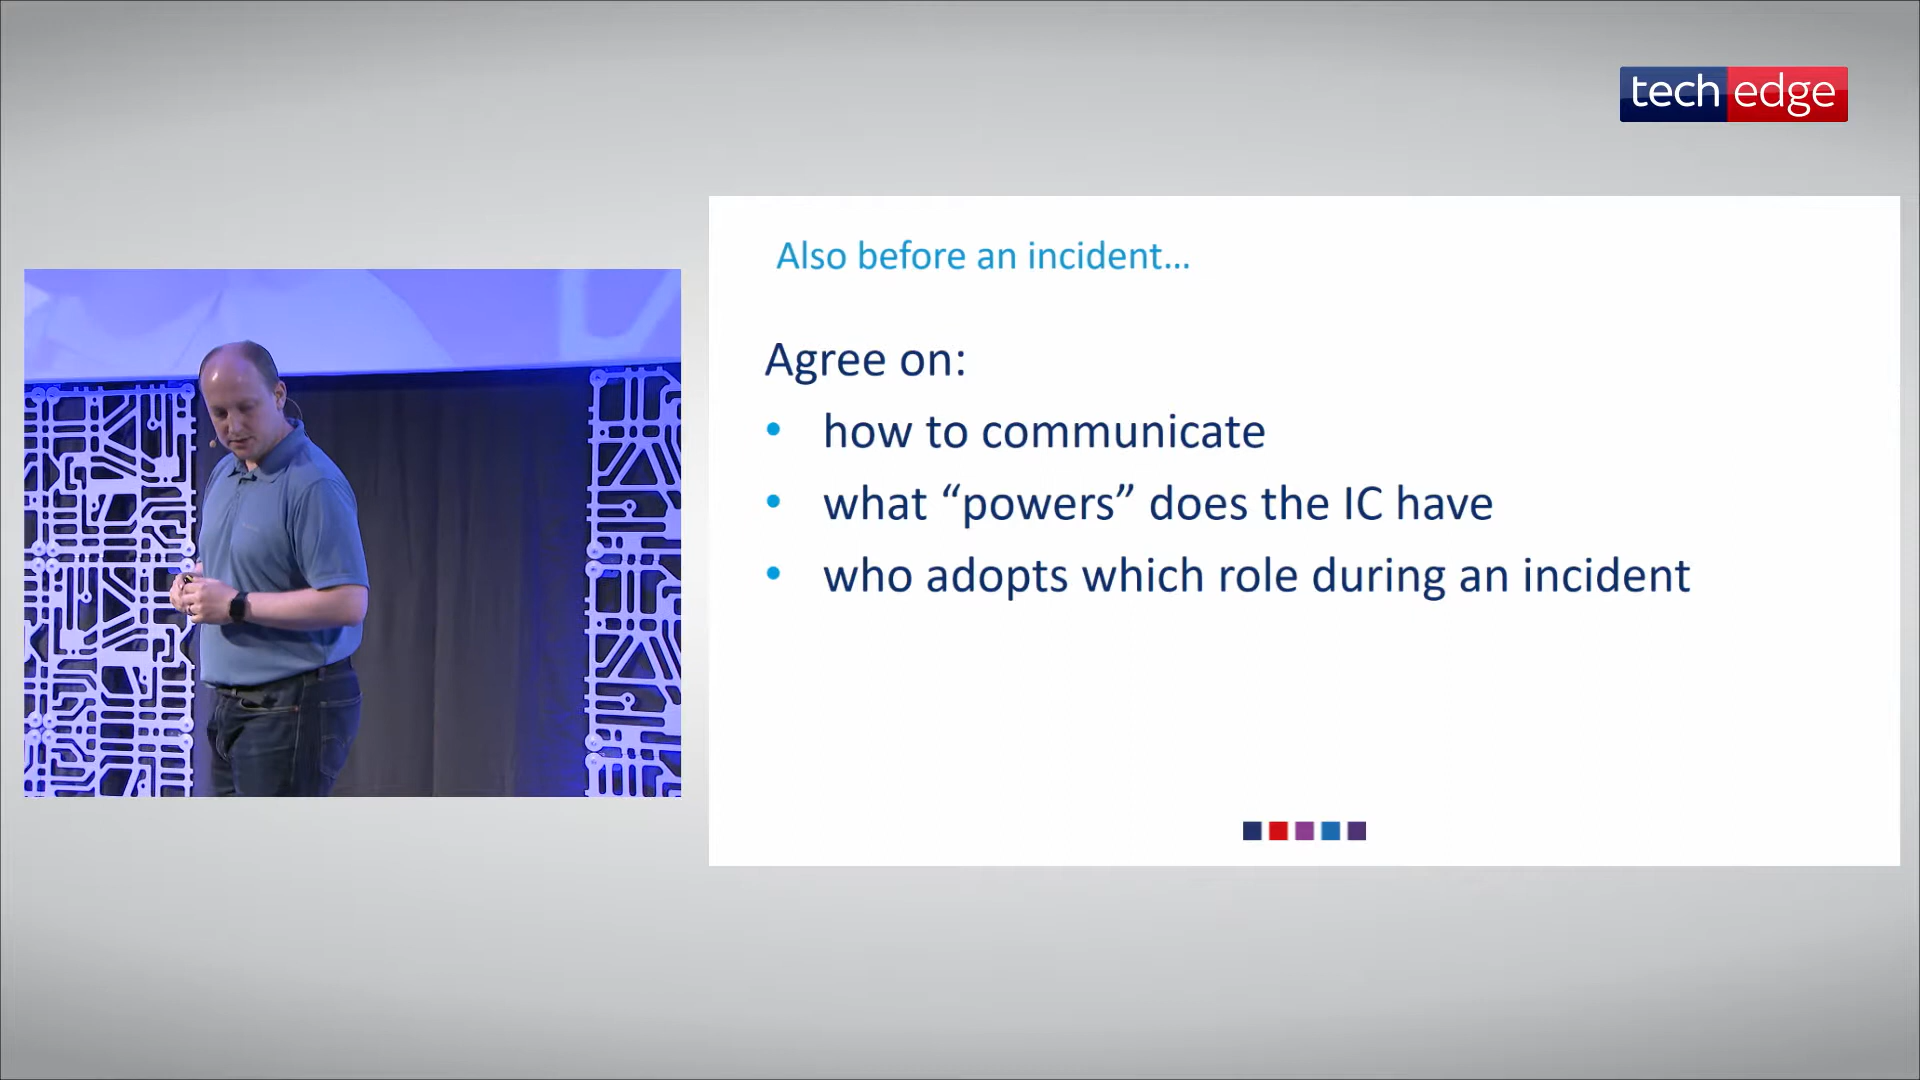 tech edge
Also before an incident...
Agree on:
• how to communicate
• what “powers” does the IC have
• who adopts which role during an incident